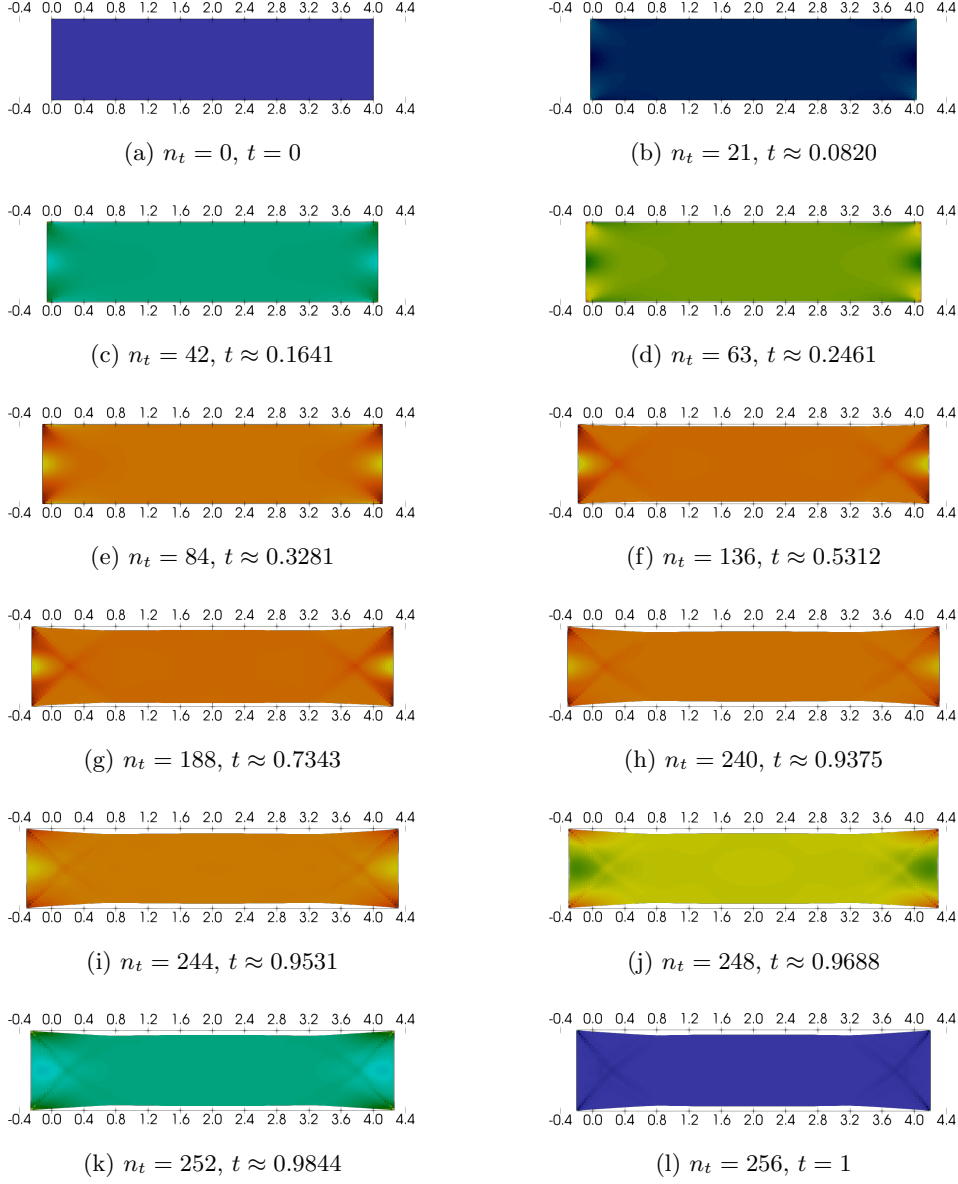 -0.4 0.0 0.4 0.8 1.2 1.6 2.0 2.4 2.8 3.2 3.6 4.0 4.4
-0.4 0.0 0.4 0.8 1.2 1.6 2.0 2.4 2.8 3.2 3.6 4.0 4.4
(a) n_t = 0, t = 0
-0.4 0.0 0.4 0.8 1.2 1.6 2.0 2.4 2.8 3.2 3.6 4.0 4.4
-0.4 0.0 0.4 0.8 1.2 1.6 2.0 2.4 2.8 3.2 3.6 4.0 4.4
(b) n_t = 21, t ≈ 0.0820
-0.4 0.0 0.4 0.8 1.2 1.6 2.0 2.4 2.8 3.2 3.6 4.0 4.4
-0.4 0.0 0.4 0.8 1.2 1.6 2.0 2.4 2.8 3.2 3.6 4.0 4.4
(c) n_t = 42, t ≈ 0.1641
-0.4 0.0 0.4 0.8 1.2 1.6 2.0 2.4 2.8 3.2 3.6 4.0 4.4
-0.4 0.0 0.4 0.8 1.2 1.6 2.0 2.4 2.8 3.2 3.6 4.0 4.4
(d) n_t = 63, t ≈ 0.2461
-0.4 0.0 0.4 0.8 1.2 1.6 2.0 2.4 2.8 3.2 3.6 4.0 4.4
-0.4 0.0 0.4 0.8 1.2 1.6 2.0 2.4 2.8 3.2 3.6 4.0 4.4
(e) n_t = 84, t ≈ 0.3281
-0.4 0.0 0.4 0.8 1.2 1.6 2.0 2.4 2.8 3.2 3.6 4.0 4.4
-0.4 0.0 0.4 0.8 1.2 1.6 2.0 2.4 2.8 3.2 3.6 4.0 4.4
(f) n_t = 136, t ≈ 0.5312
-0.4 0.0 0.4 0.8 1.2 1.6 2.0 2.4 2.8 3.2 3.6 4.0 4.4
-0.4 0.0 0.4 0.8 1.2 1.6 2.0 2.4 2.8 3.2 3.6 4.0 4.4
(g) n_t = 188, t ≈ 0.7343
-0.4 0.0 0.4 0.8 1.2 1.6 2.0 2.4 2.8 3.2 3.6 4.0 4.4
-0.4 0.0 0.4 0.8 1.2 1.6 2.0 2.4 2.8 3.2 3.6 4.0 4.4
(h) n_t = 240, t ≈ 0.9375
-0.4 0.0 0.4 0.8 1.2 1.6 2.0 2.4 2.8 3.2 3.6 4.0 4.4
-0.4 0.0 0.4 0.8 1.2 1.6 2.0 2.4 2.8 3.2 3.6 4.0 4.4
(i) n_t = 244, t ≈ 0.9531
-0.4 0.0 0.4 0.8 1.2 1.6 2.0 2.4 2.8 3.2 3.6 4.0 4.4
-0.4 0.0 0.4 0.8 1.2 1.6 2.0 2.4 2.8 3.2 3.6 4.0 4.4
(j) n_t = 248, t ≈ 0.9688
-0.4 0.0 0.4 0.8 1.2 1.6 2.0 2.4 2.8 3.2 3.6 4.0 4.4
-0.4 0.0 0.4 0.8 1.2 1.6 2.0 2.4 2.8 3.2 3.6 4.0 4.4
(k) n_t = 252, t ≈ 0.9844
-0.4 0.0 0.4 0.8 1.2 1.6 2.0 2.4 2.8 3.2 3.6 4.0 4.4
-0.4 0.0 0.4 0.8 1.2 1.6 2.0 2.4 2.8 3.2 3.6 4.0 4.4
(l) n_t = 256, t = 1